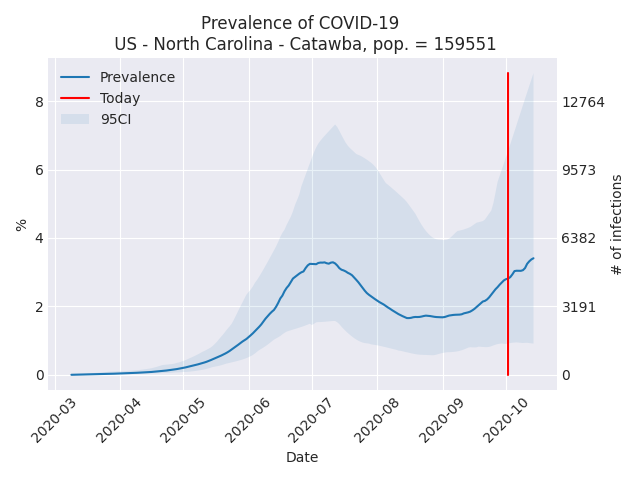 Prevalence of COVID-19
US - North Carolina - Catawba, pop. = 159551
Prevalence
Today
95CI
8
6
4
2
0
%
12764
9573
6382
3191
0
# of infections
2020-03
2020-04
2020-05
2020-06
2020-07
2020-08
2020-09
2020-10
Date